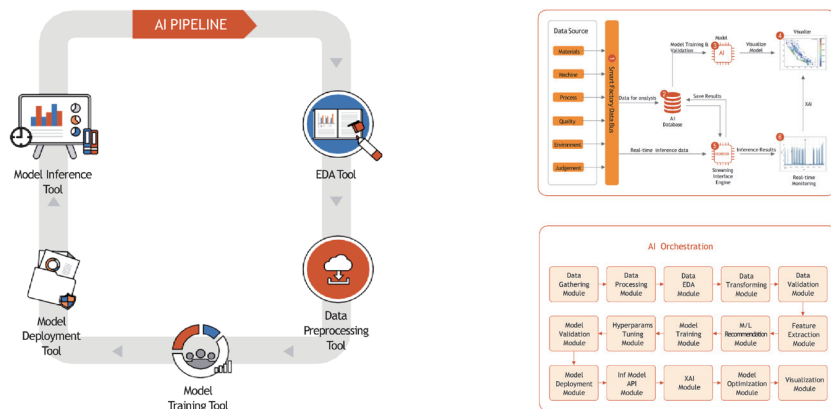 AI PIPELINE
Model Inference
Tool
EDA Tool
Model
Deployment
Tool
Data
Preprocessing
Tool
Model
Training Tool
Data Source
Materials
Machine
Process
Quality
Environment
Judgement
Smart Factory Data Bus
Data for analysis
Real-time inference data
Model Training &
Validation
Model
AI
3
Visualize
Model
4
Visualize
2
AI
Database
Save Results
Streaming
Interface
Engine
Inference Results
XAI
Real-time
Monitoring
AI Orchestration
Data
Gathering
Module
Data
Processing
Module
Data
EDA
Module
Data
Transforming
Module
Data
Validation
Module
Model
Validation
Module
Hyperparams
Tuning
Module
Model
Training
Module
M/L
Recommendation
Module
Feature
Extraction
Module
Model
Deployment
Module
Inf Model
API
Module
XAI
Module
Model
Optimization
Module
Visualization
Module